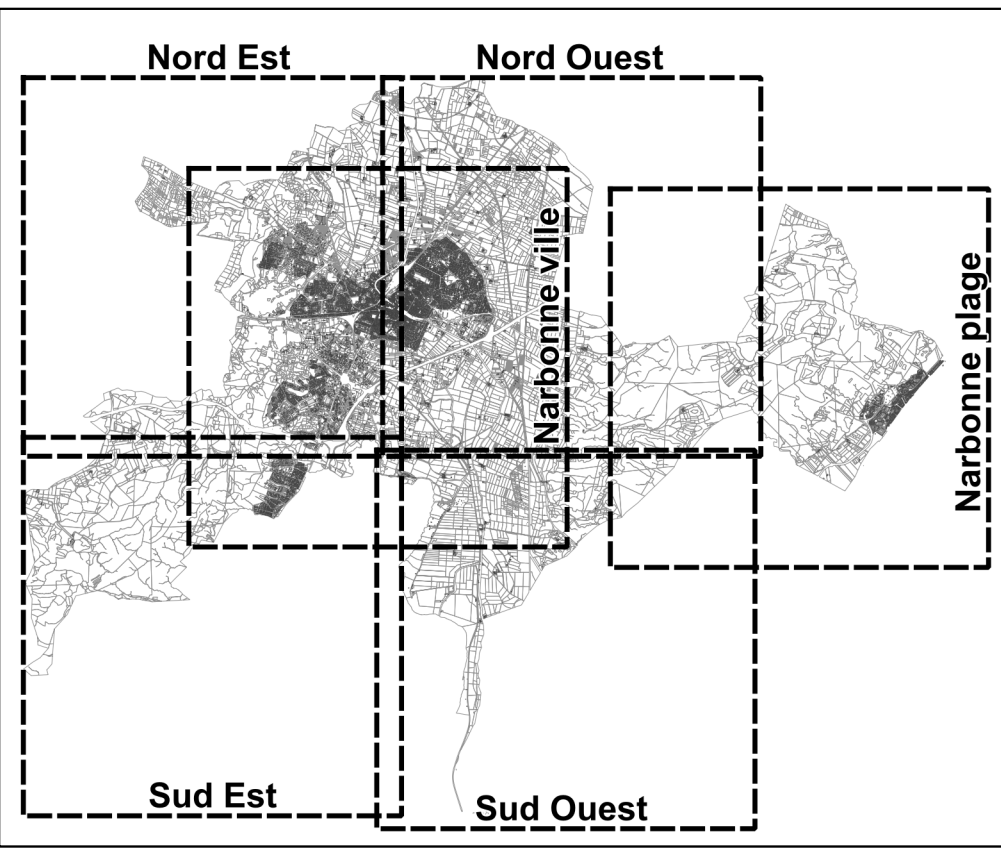 Nord Est
Nord Ouest
Narbonne ville
Narbonne plage
Sud Est
Sud Ouest